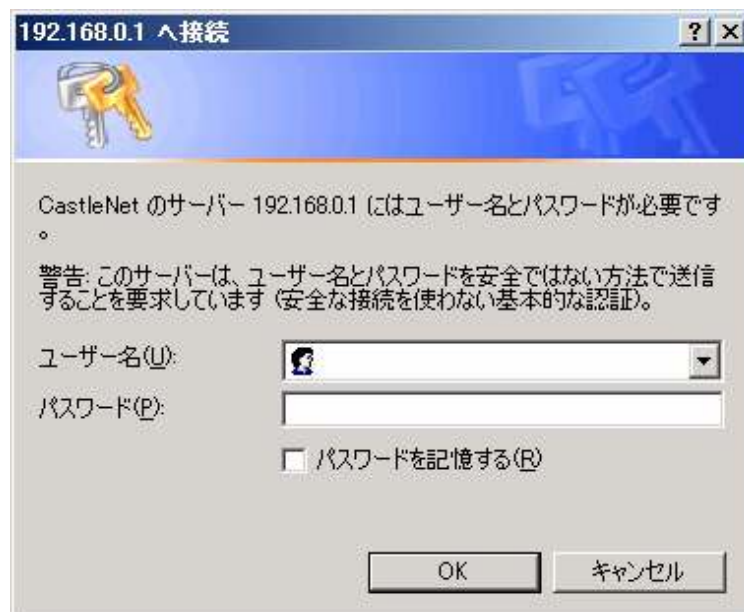 192.168.0.1 へ接続
CastleNet のサーバー 192.168.0.1 にはユーザー名とパスワードが必要です
。
警告: このサーバーは、ユーザー名とパスワードを安全ではない方法で送信
することを要求しています (安全な接続を使わない基本的な認証)。
ユーザー名(U):
パスワード(P):
パスワードを記憶する(R)
OK キャンセル